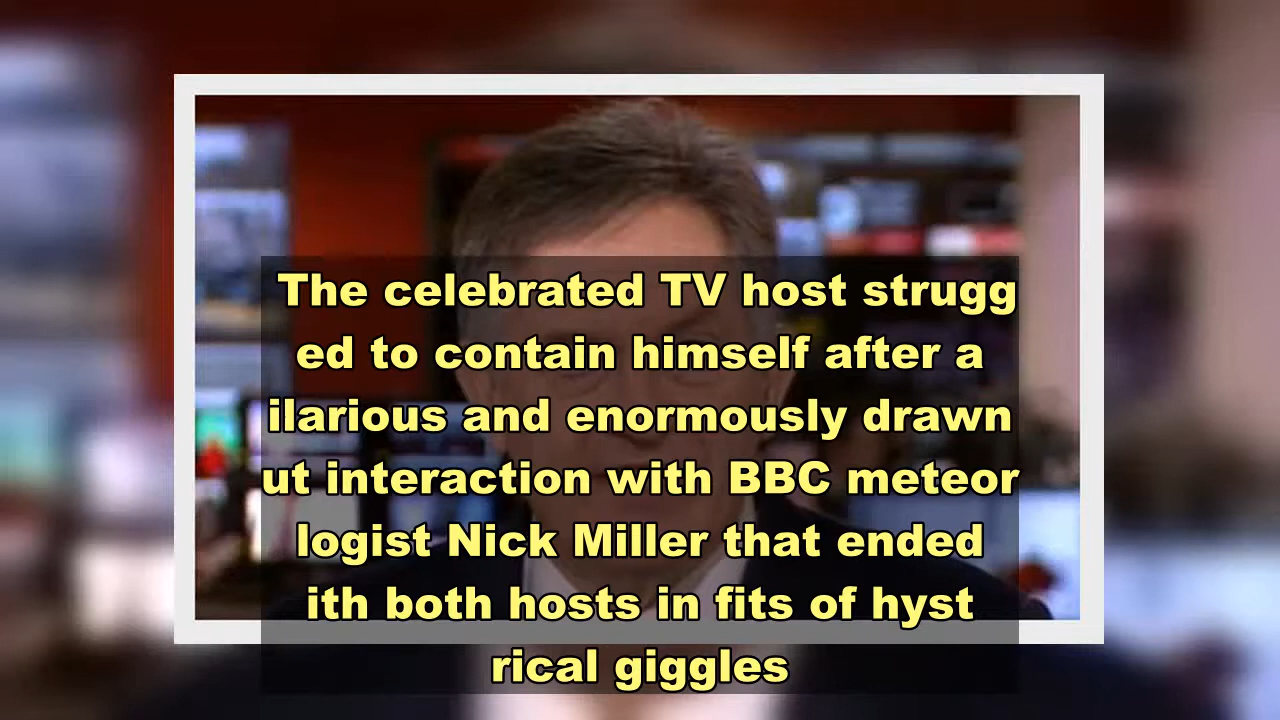 The celebrated TV host strugg
ed to contain himself after a
ilarious and enormously drawn
ut interaction with BBC meteor
logist Nick Miller that ended
ith both hosts in fits of hyst
rical giggles